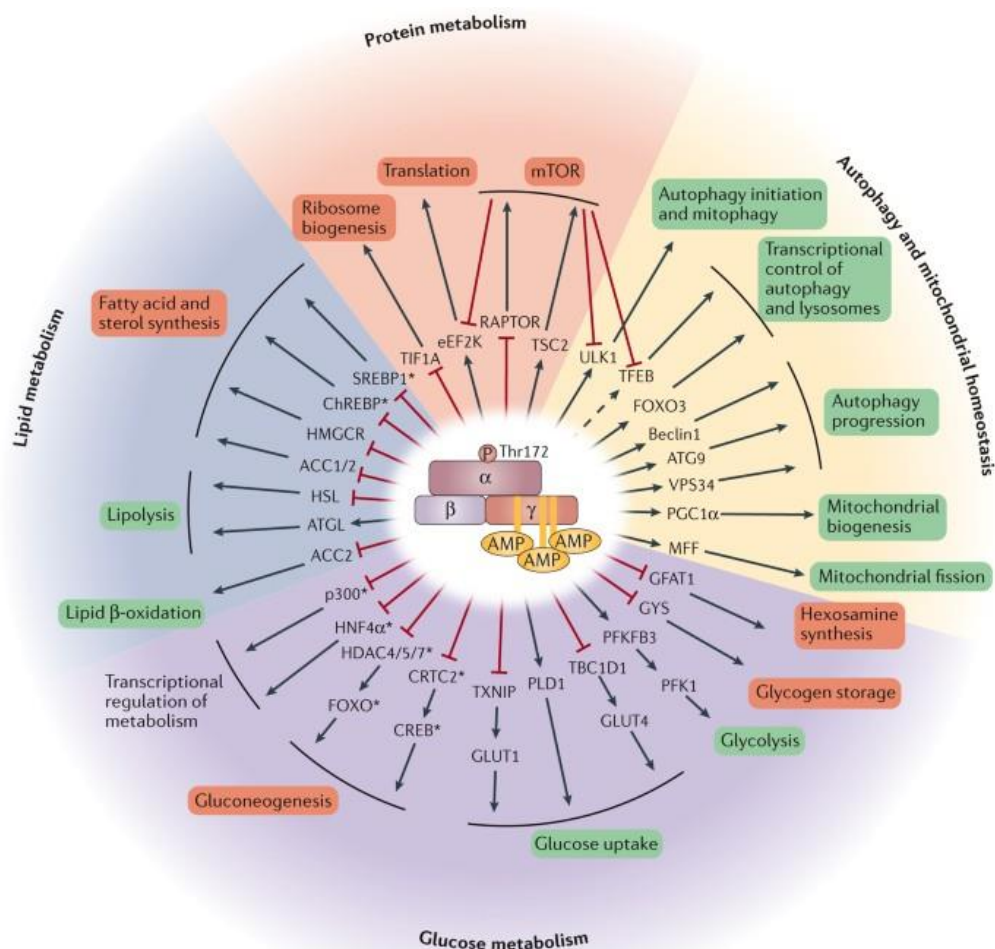 Protein metabolism
Autophagy and mitochondrial homeostasis
Lipid metabolism
Glucose metabolism
Translation
mTOR
Ribosome
biogenesis
Autophagy initiation
and mitophagy
Transcriptional
control of
autophagy
and lysosomes
Fatty acid and
sterol synthesis
Autophagy
progression
Lipolysis
Mitochondrial
biogenesis
Mitochondrial fission
Lipid β-oxidation
Hexosamine
synthesis
Transcriptional
regulation of
metabolism
Glycogen storage
Glycolysis
Gluconeogenesis
Glucose uptake
RAPTOR
eEF2K
TSC2
TIF1A
ULK1
SREBP1*
TFEB
ChREBP*
FOXO3
HMGCR
Beclin1
ACC1/2
ATG9
HSL
VPS34
ATGL
PGC1α
ACC2
MFF
p300*
GFAT1
HNF4α*
GYS
HDAC4/5/7*
PFKFB3
CRTC2*
TBC1D1
TXNIP
PLD1
PFK1
FOXO*
CREB*
GLUT4
GLUT1
P
Thr172
α
β
γ
AMP
AMP
AMP